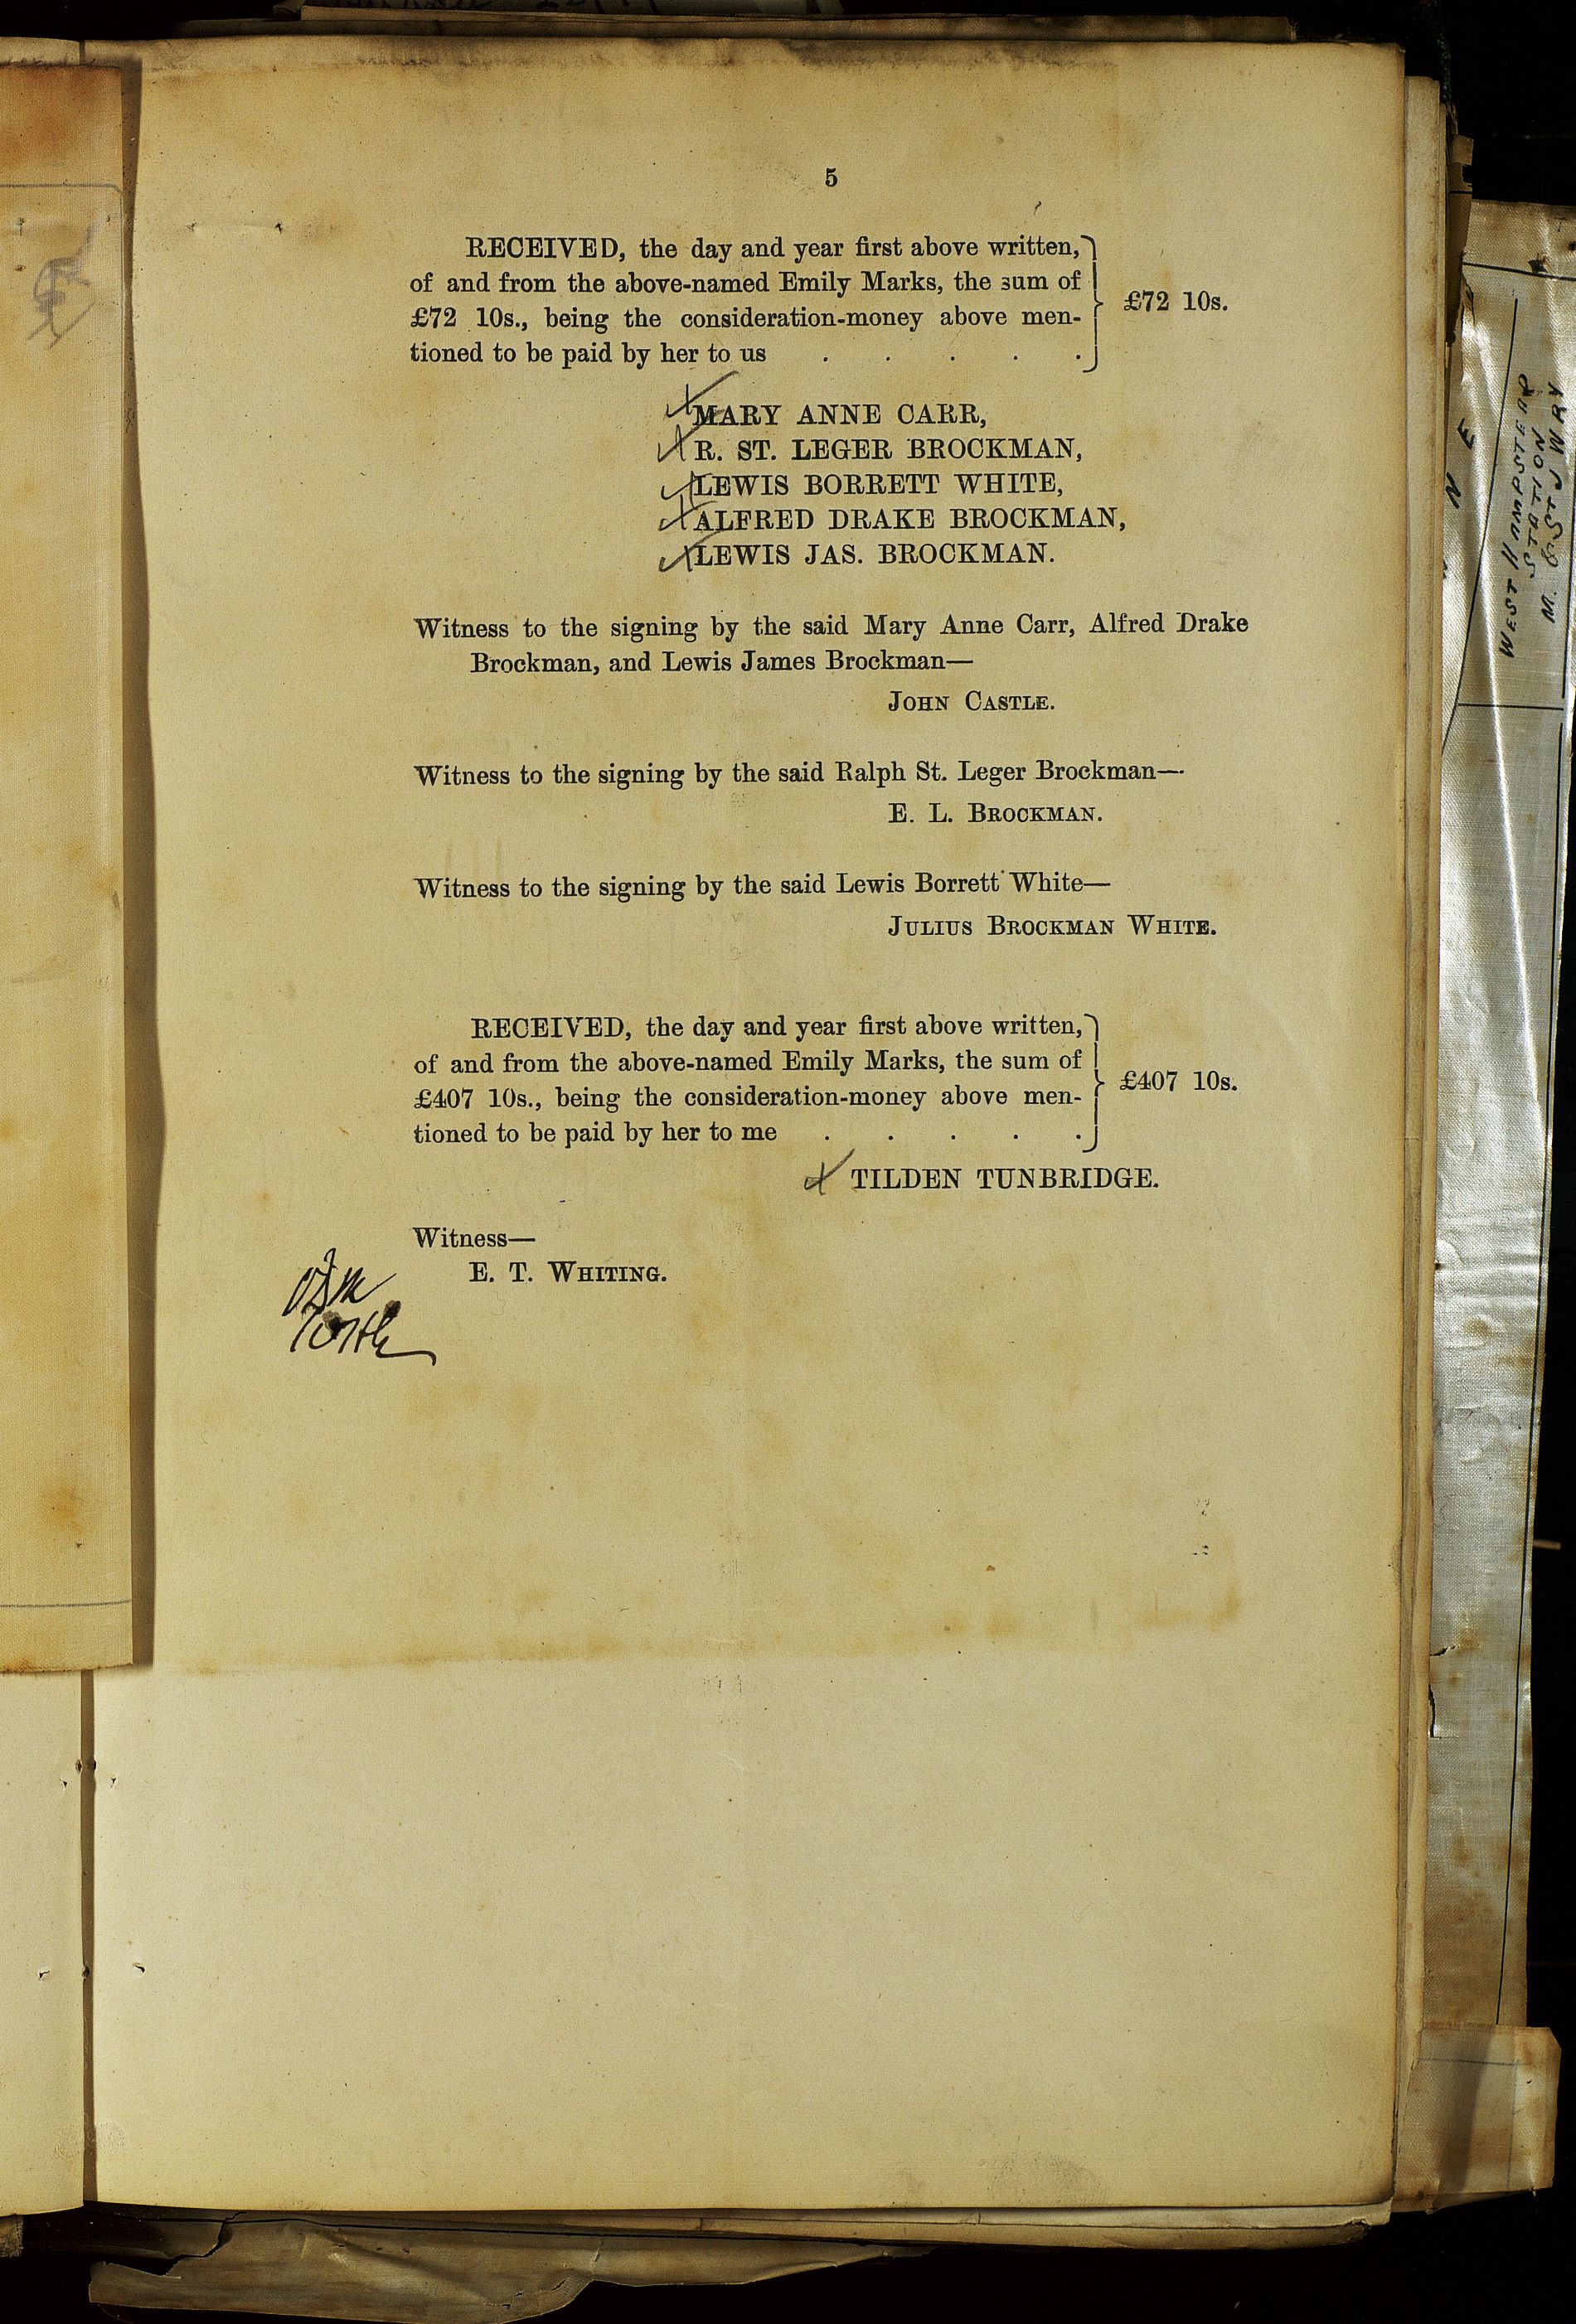 5
RECEIVED, the day and year first above written,
of and from the above-named Emily Marks, the sum of
£72 10s., being the consideration-money above men-
tioned to be paid by her to us . . . . .
£72 10s.
MARY ANNE CARR,
R. ST. LEGER BROCKMAN,
LEWIS BORRETT WHITE,
ALFRED DRAKE BROCKMAN,
LEWIS JAS. BROCKMAN.
Witness to the signing by the said Mary Anne Carr, Alfred Drake
Brockman, and Lewis James Brockman—
JOHN CASTLE.
Witness to the signing by the said Ralph St. Leger Brockman—
E. L. BROCKMAN.
Witness to the signing by the said Lewis Borrett White—
JULIUS BROCKMAN WHITE.
RECEIVED, the day and year first above written,
of and from the above-named Emily Marks, the sum of
£407 10s., being the consideration-money above men-
tioned to be paid by her to me . . . . .
£407 10s.
TILDEN TUNBRIDGE.
Witness—
E. T. WHITING.
STATION
WESTMINSTER